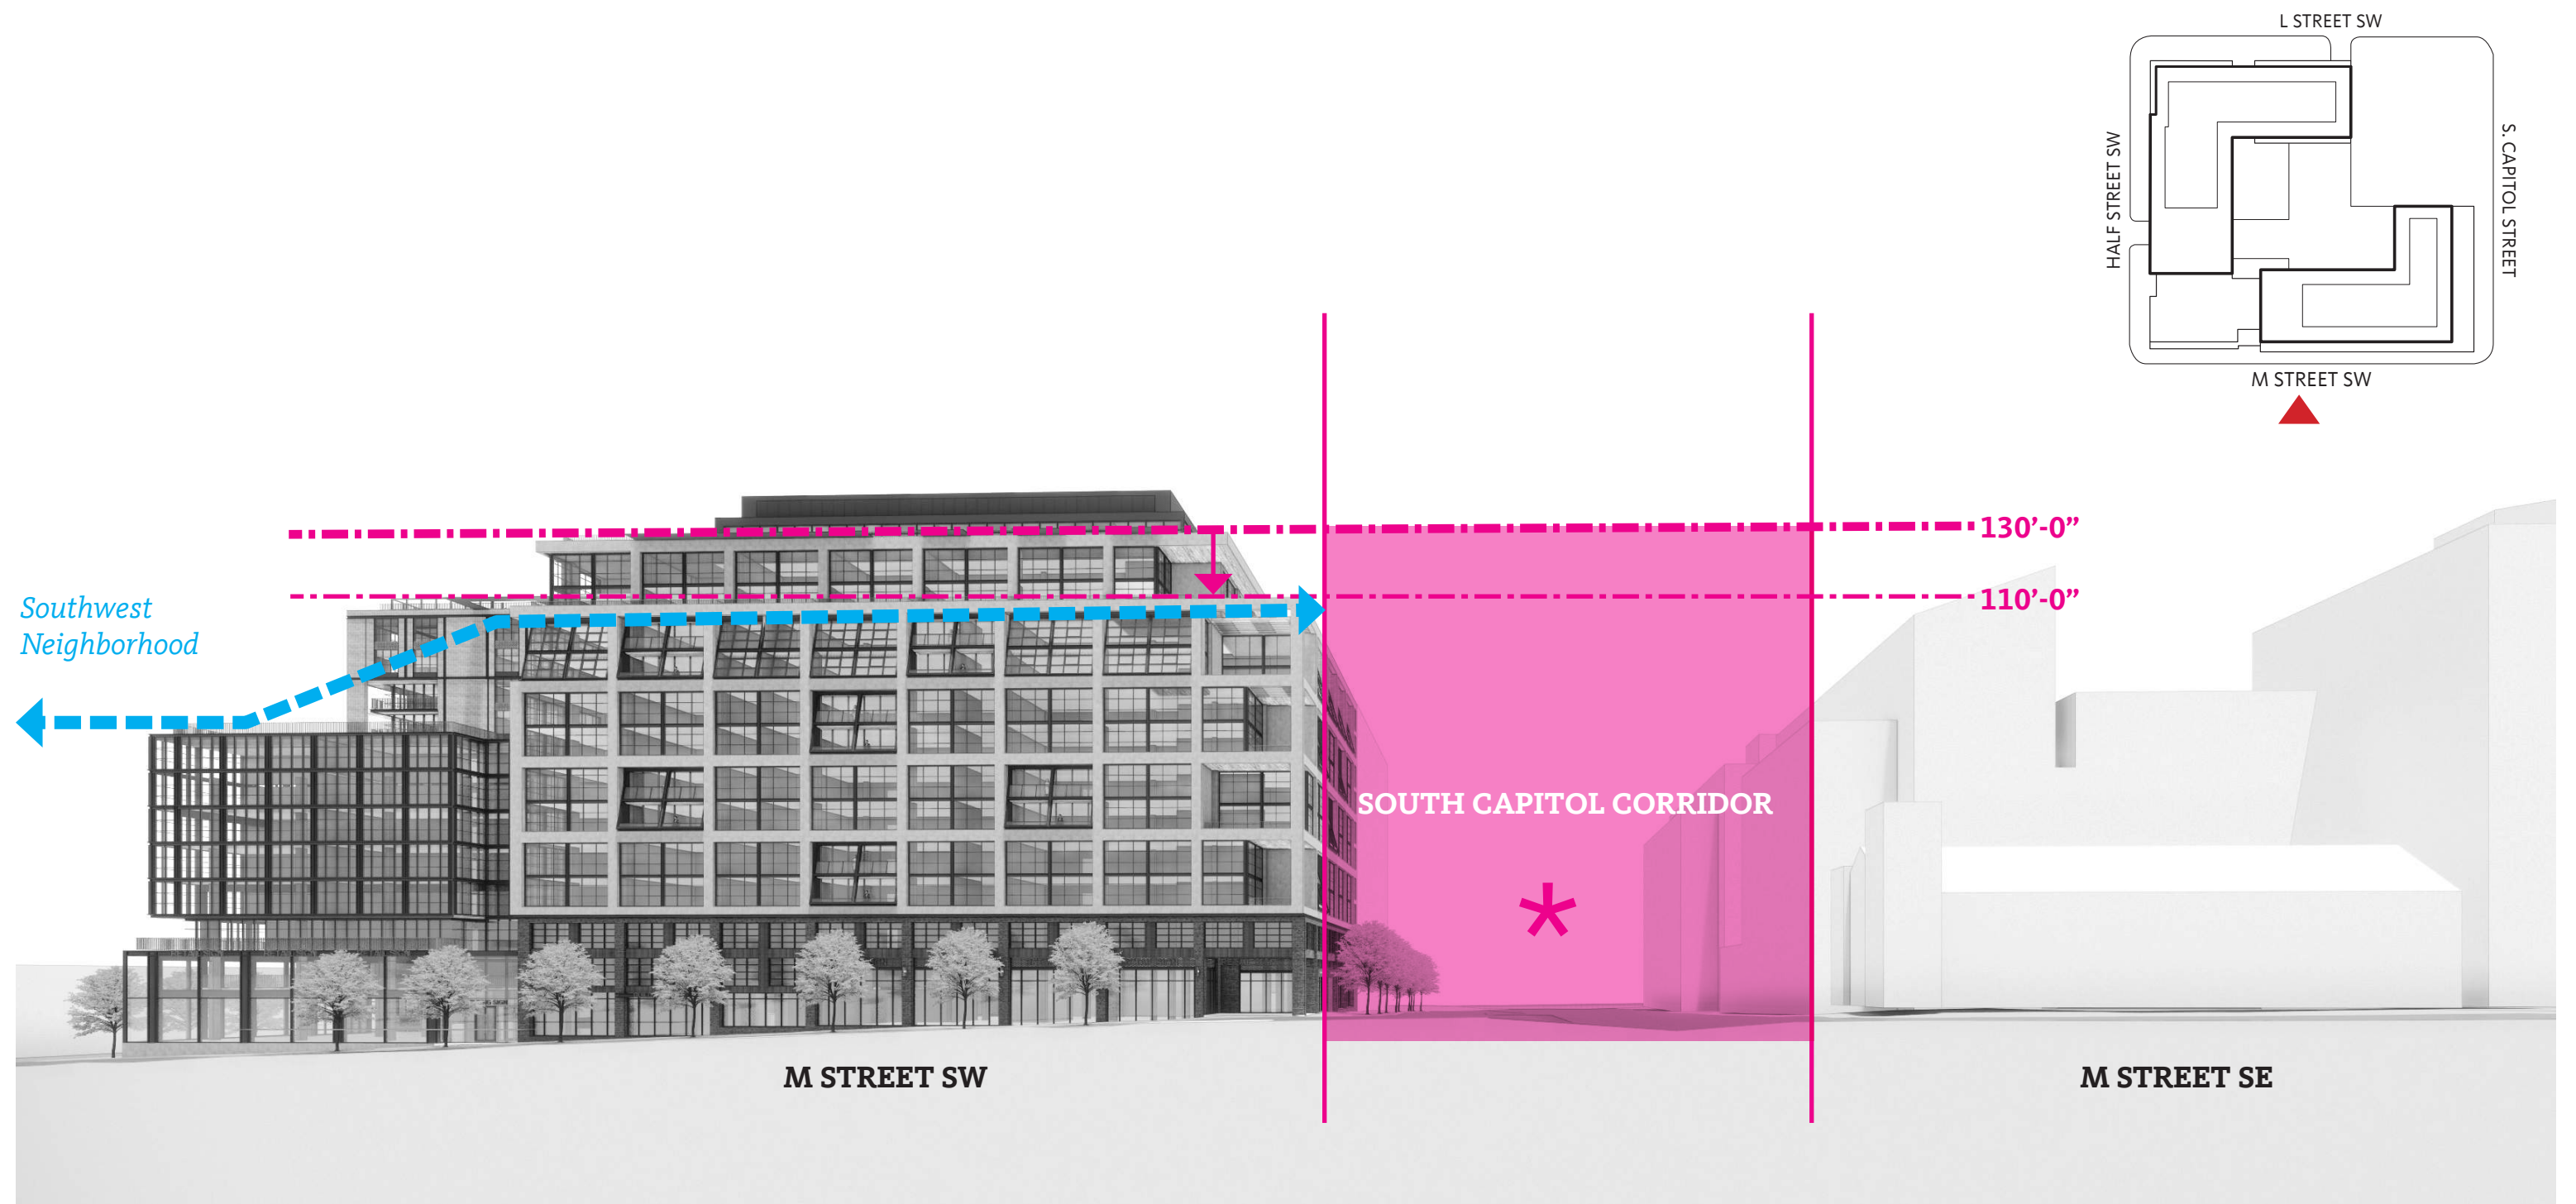 L STREET SW
HALF STREET SW
S. CAPITOL STREET
M STREET SW
130’-0”
110’-0”
Southwest
Neighborhood
SOUTH CAPITOL CORRIDOR
*
M STREET SW
M STREET SE